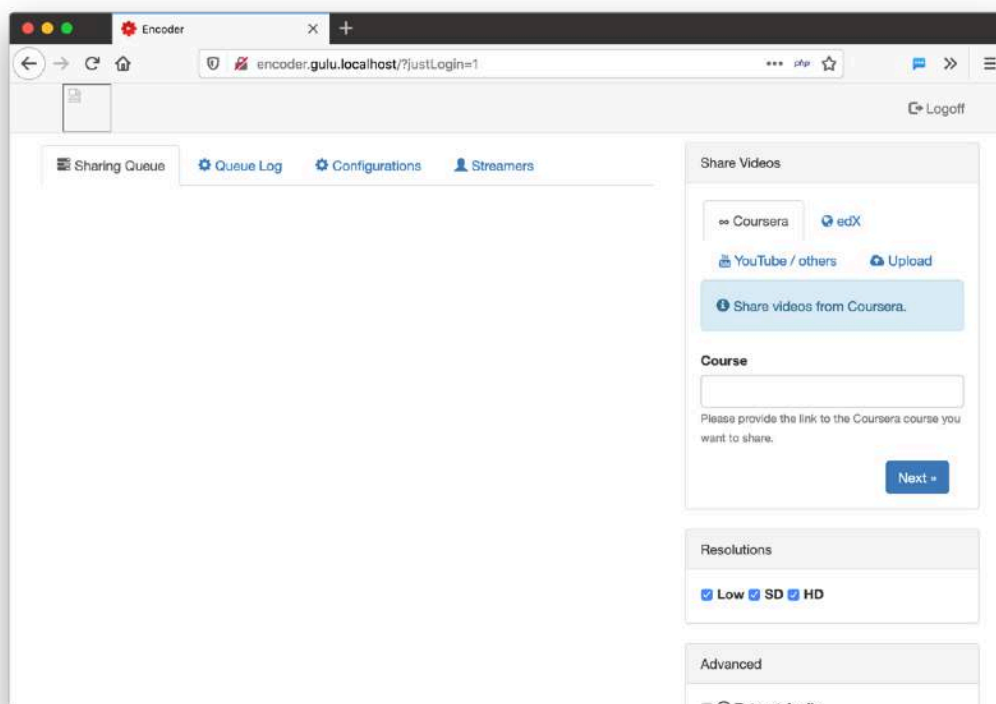 Encoder
encoder.gulu.localhost/?justLogin=1
php
Logoff
Sharing Queue
Queue Log
Configurations
Streamers
Share Videos
∞ Coursera
edX
YouTube / others
Upload
Share videos from Coursera.
Course
Please provide the link to the Coursera course you
want to share.
Next »
Resolutions
Low SD HD
Advanced